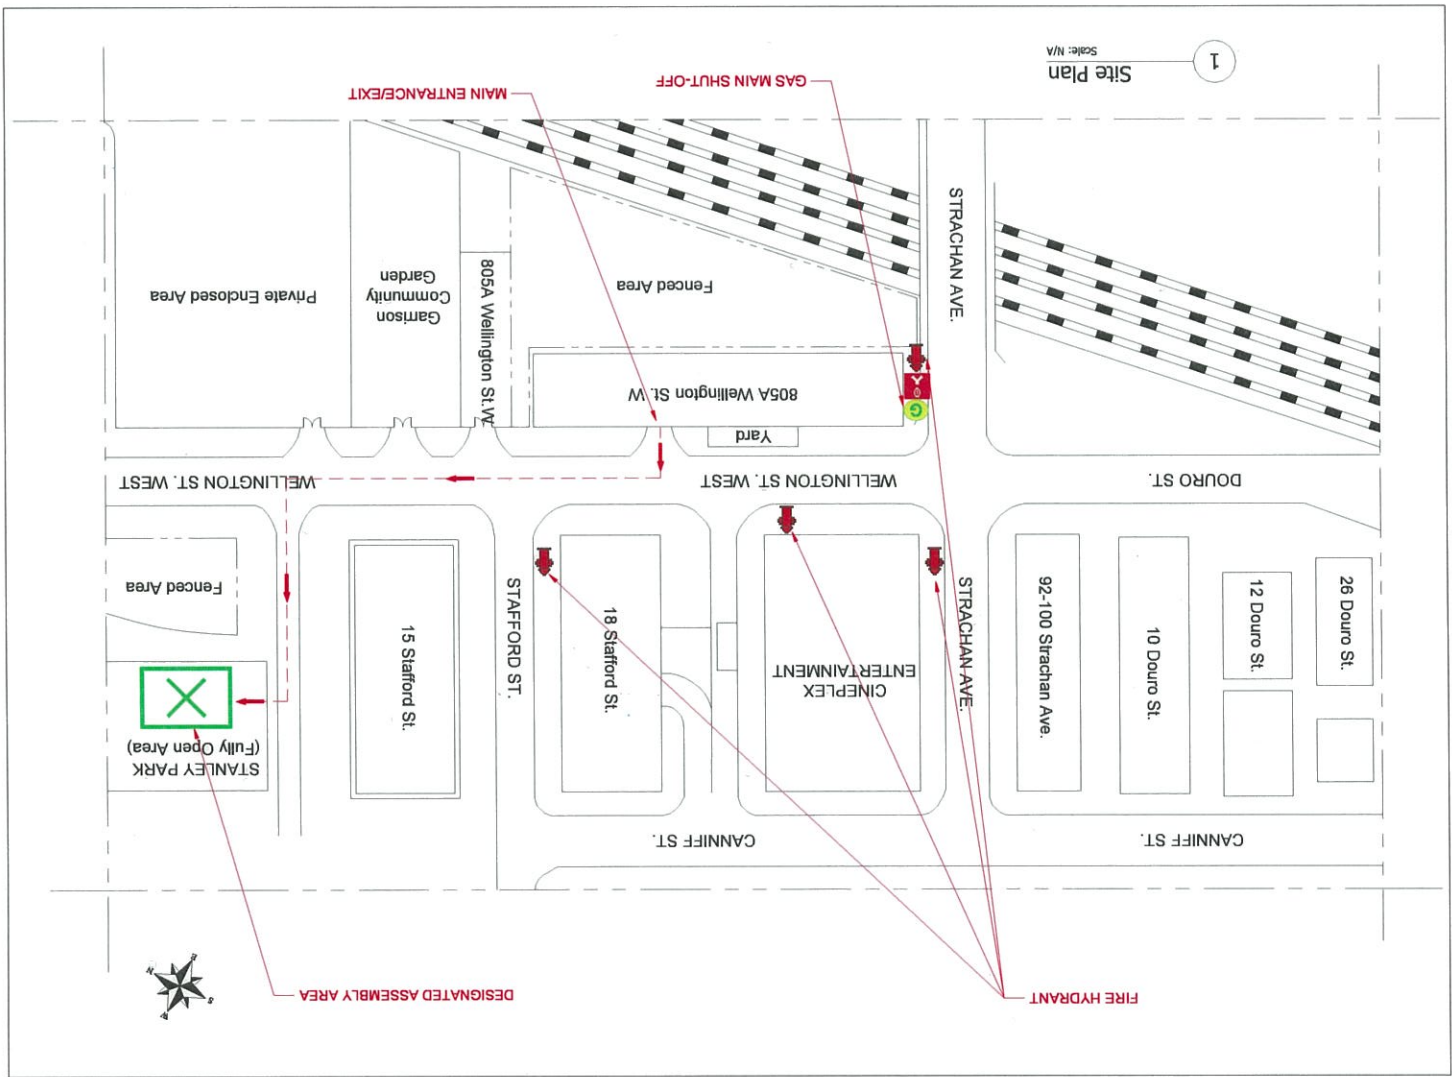 FIRE HYDRANT
DESIGNATED ASSEMBLY AREA
N
E
S
W
CANNIFF ST.
CANNIFF ST.
26 Douro St.
12 Douro St.
10 Douro St.
92-100 Strachan Ave.
STRACHAN AVE.
CINEPLEX
ENTERTAINMENT
18 Stafford St.
STAFFORD ST.
15 Stafford St.
STANLEY PARK
(Fully Open Area)
Fenced Area
DOURO ST.
WELLINGTON ST. WEST
WELLINGTON ST. WEST
Yard
G
Y
805A Wellington St. W
805A Wellington St.W
STRACHAN AVE.
Fenced Area
Garrison
Community
Garden
Private Enclosed Area
GAS MAIN SHUT-OFF
MAIN ENTRANCE/EXIT
1
Site Plan
Scale: N/A